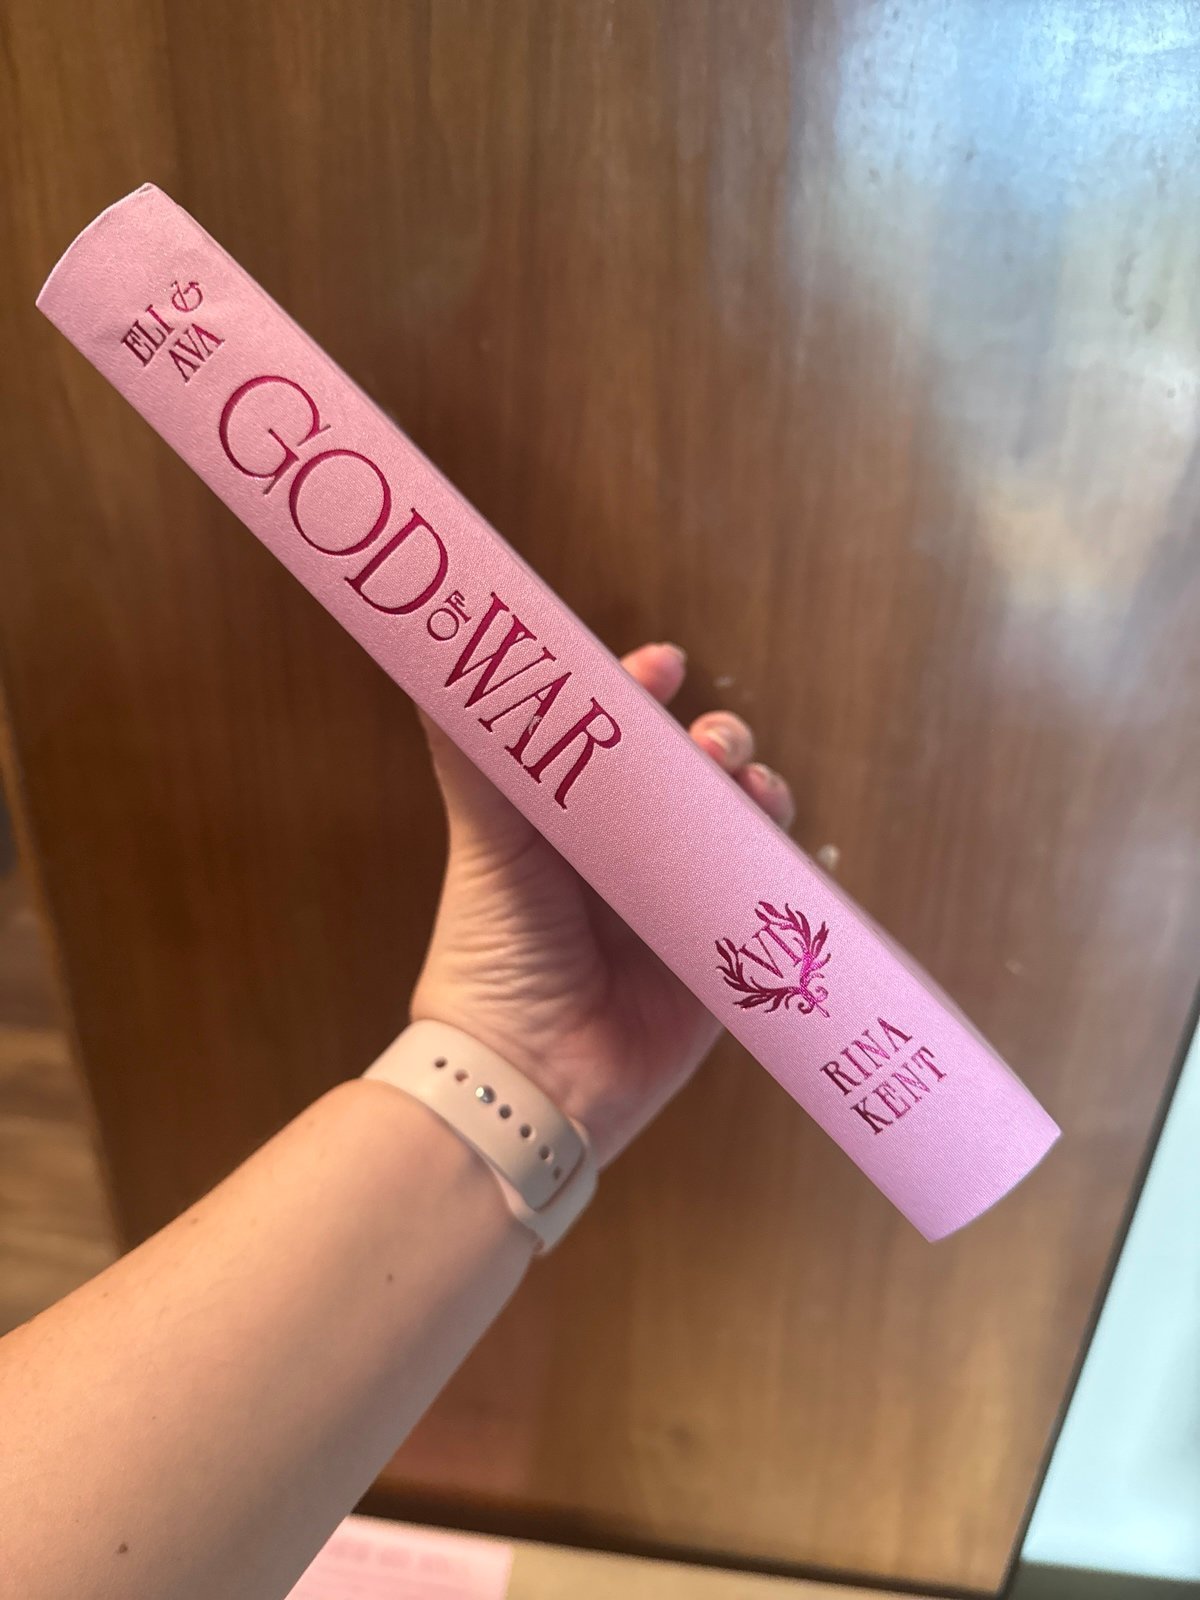 ELI &
AVA
GOD OF WAR
VI
RINA
KENT